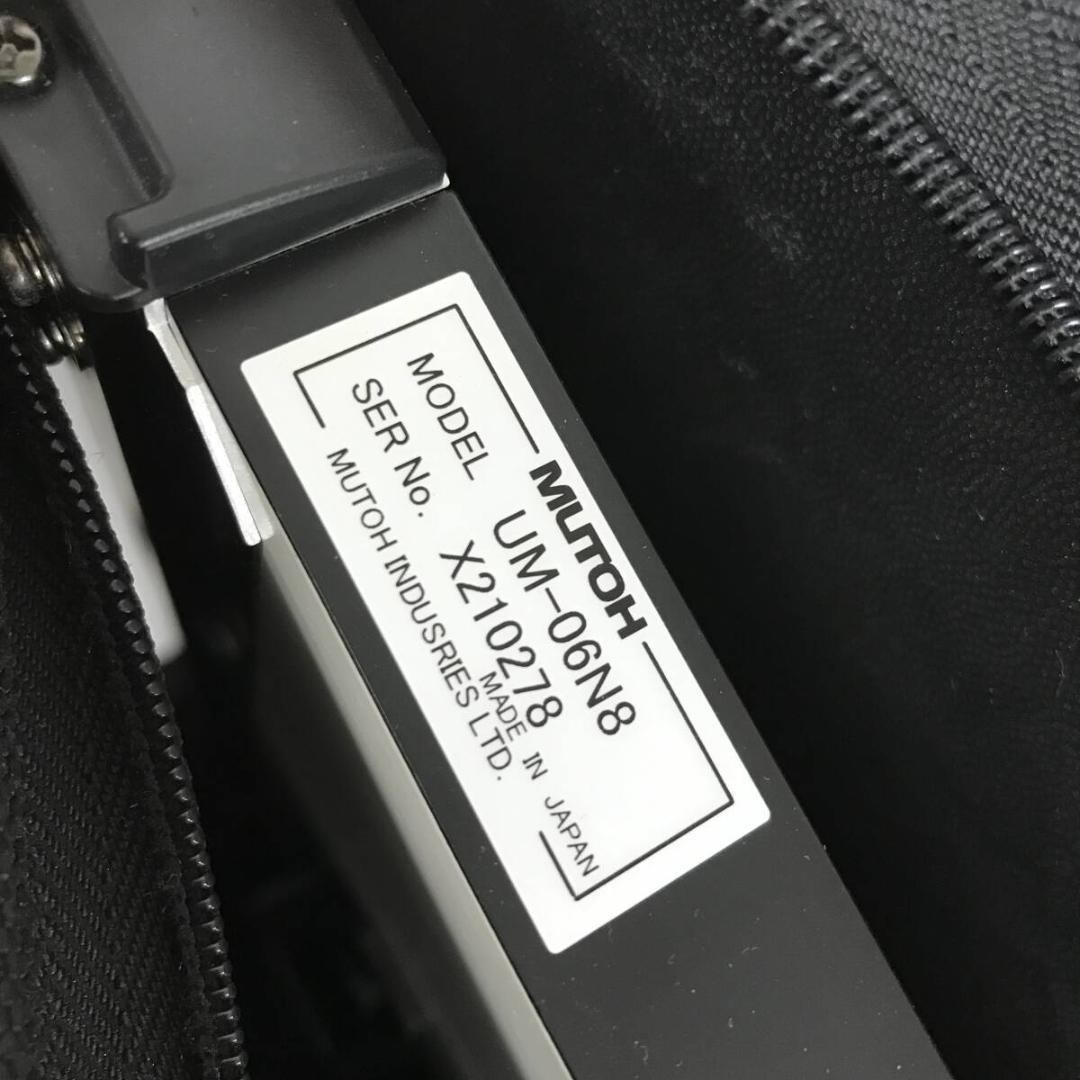 MUTOH
MODEL UM-06N8
SER No. X210278
MADE IN JAPAN
MUTOH INDUSRIES LTD.